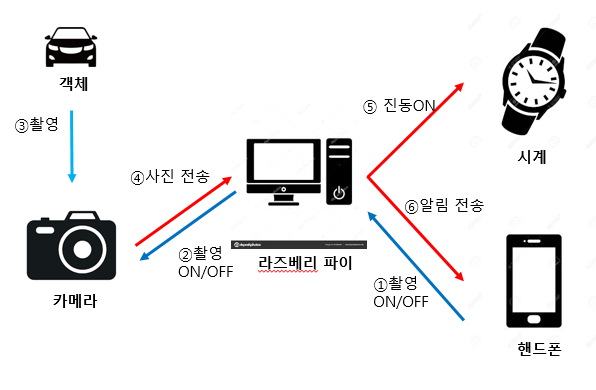 객체
③촬영
④사진 전송
②촬영
ON/OFF
카메라
라즈베리 파이
⑤ 진동ON
시계
⑥알림 전송
①촬영
ON/OFF
핸드폰